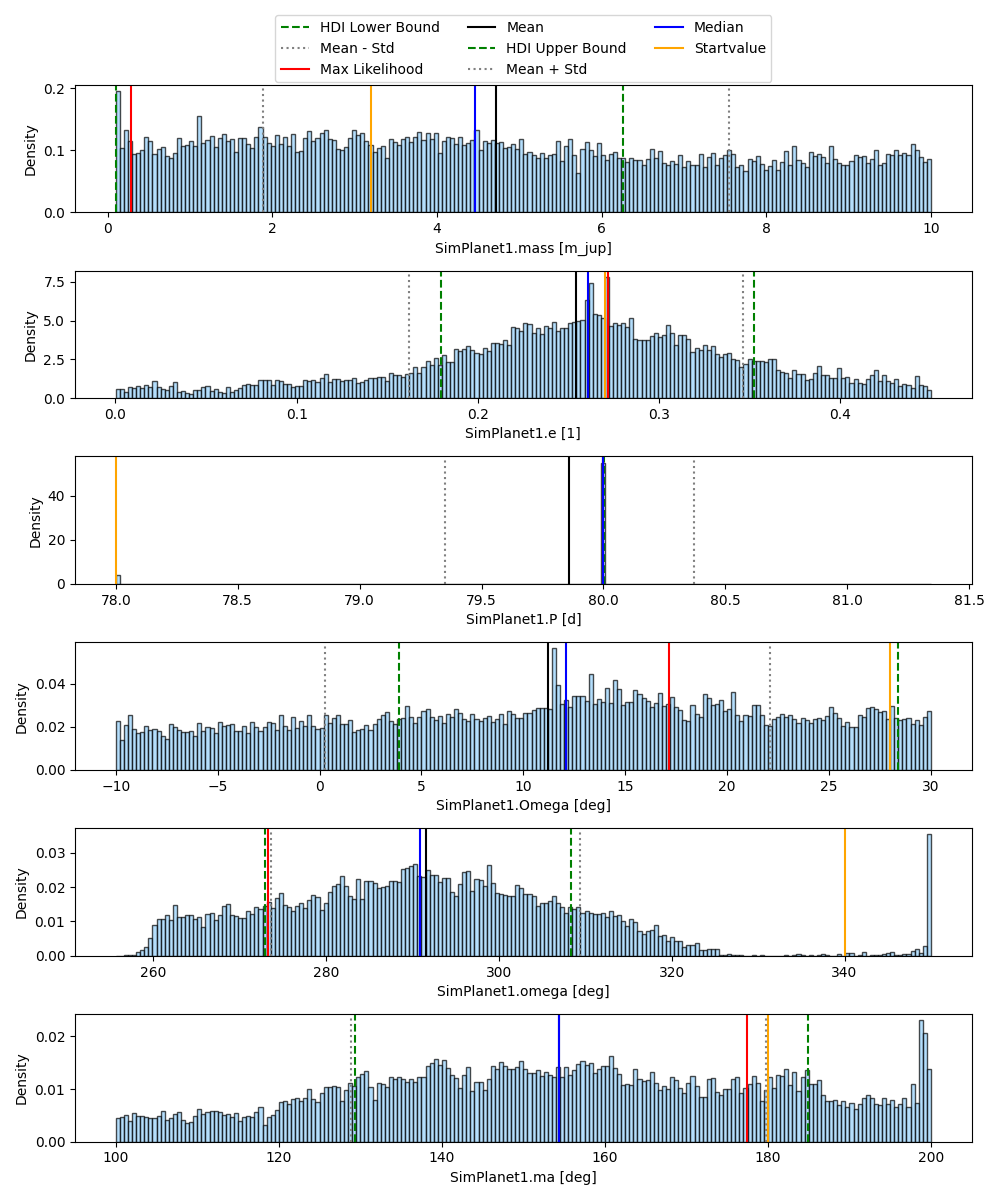 HDI Lower Bound
Mean
Median
Mean - Std
HDI Upper Bound
Startvalue
Max Likelihood
Mean + Std
0.2
0.1
0.0
Density
0 2 4 6 8 10
SimPlanet1.mass [m_jup]
7.5
5.0
2.5
0.0
Density
0.0 0.1 0.2 0.3 0.4
SimPlanet1.e [1]
40
20
0
Density
78.0 78.5 79.0 79.5 80.0 80.5 81.0 81.5
SimPlanet1.P [d]
0.04
0.02
0.00
Density
−10 −5 0 5 10 15 20 25 30
SimPlanet1.Omega [deg]
0.03
0.02
0.01
0.00
Density
260 280 300 320 340
SimPlanet1.omega [deg]
0.02
0.01
0.00
Density
100 120 140 160 180 200
SimPlanet1.ma [deg]